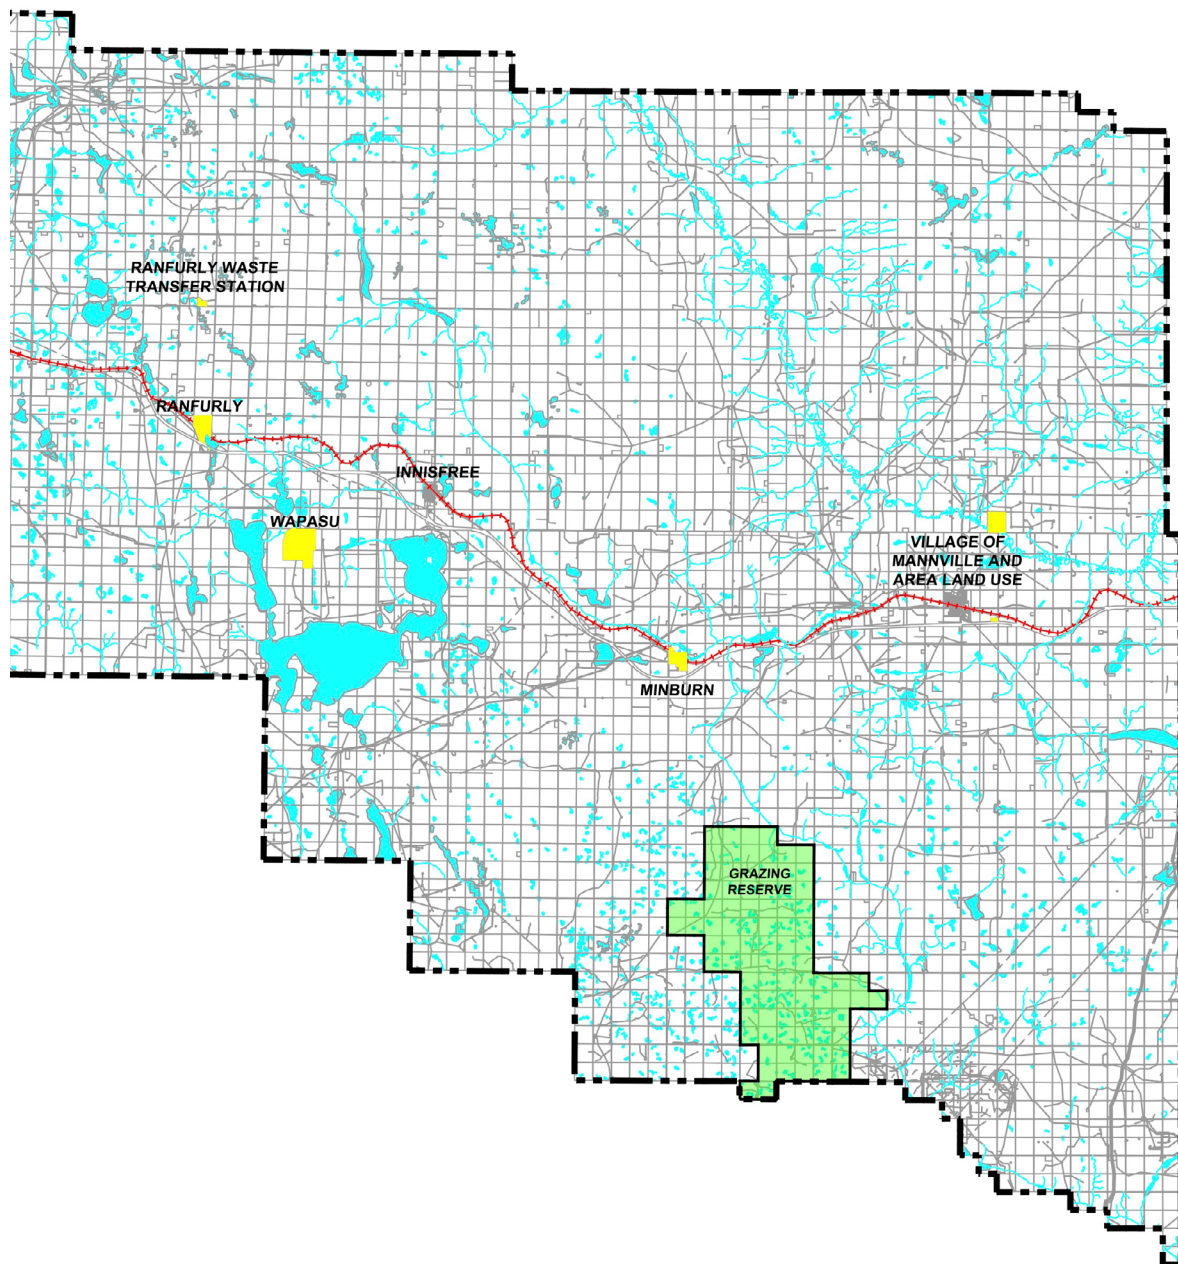 RANFURLY WASTE
TRANSFER STATION
RANFURLY
INNISFREE
WAPASU
VILLAGE OF
MANNVILLE AND
AREA LAND USE
MINBURN
GRAZING
RESERVE